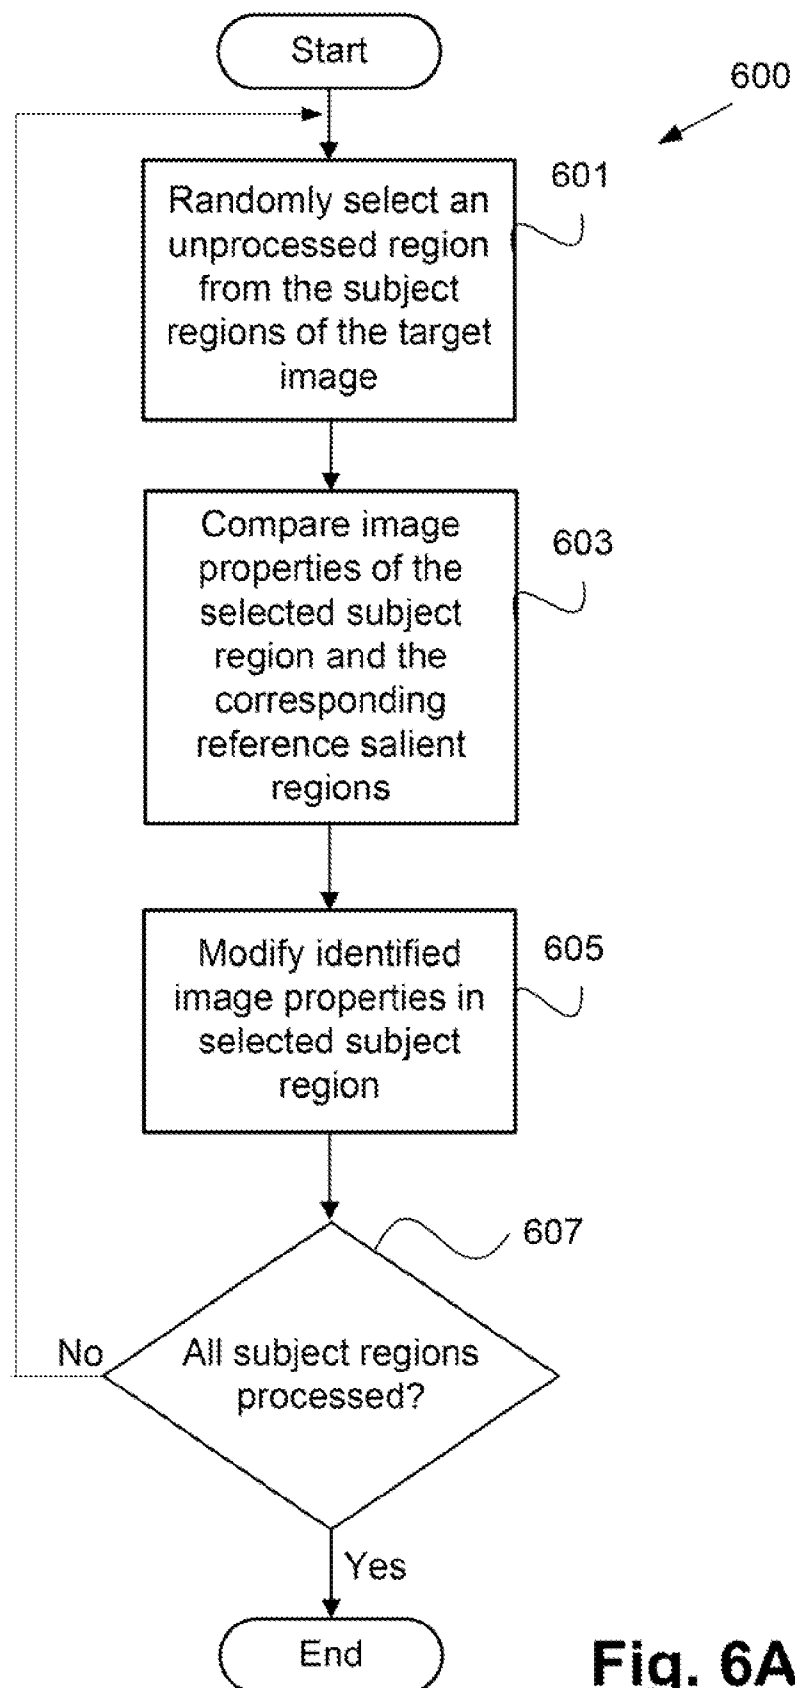 Start
600
601
Randomly select an
unprocessed region
from the subject
regions of the target
image
603
Compare image
properties of the
selected subject
region and the
corresponding
reference salient
regions
605
Modify identified
image properties in
selected subject
region
607
No
All subject regions
processed?
Yes
End
Fig. 6A